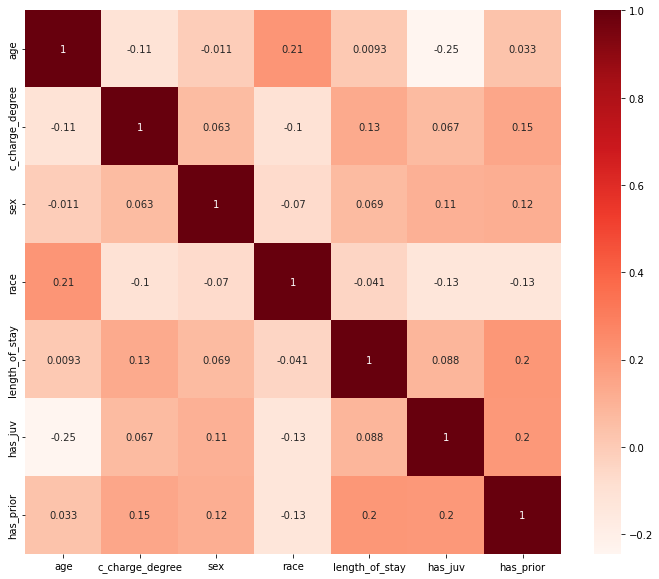 age 1 -0.11 -0.011 0.21 0.0093 -0.25 0.033
c_charge_degree -0.11 1 0.063 -0.1 0.13 0.067 0.15
sex -0.011 0.063 1 -0.07 0.069 0.11 0.12
race 0.21 -0.1 -0.07 1 -0.041 -0.13 -0.13
length_of_stay 0.0093 0.13 0.069 -0.041 1 0.088 0.2
has_juv -0.25 0.067 0.11 -0.13 0.088 1 0.2
has_prior 0.033 0.15 0.12 -0.13 0.2 0.2 1
age c_charge_degree sex race length_of_stay has_juv has_prior
1.0
0.8
0.6
0.4
0.2
0.0
−0.2